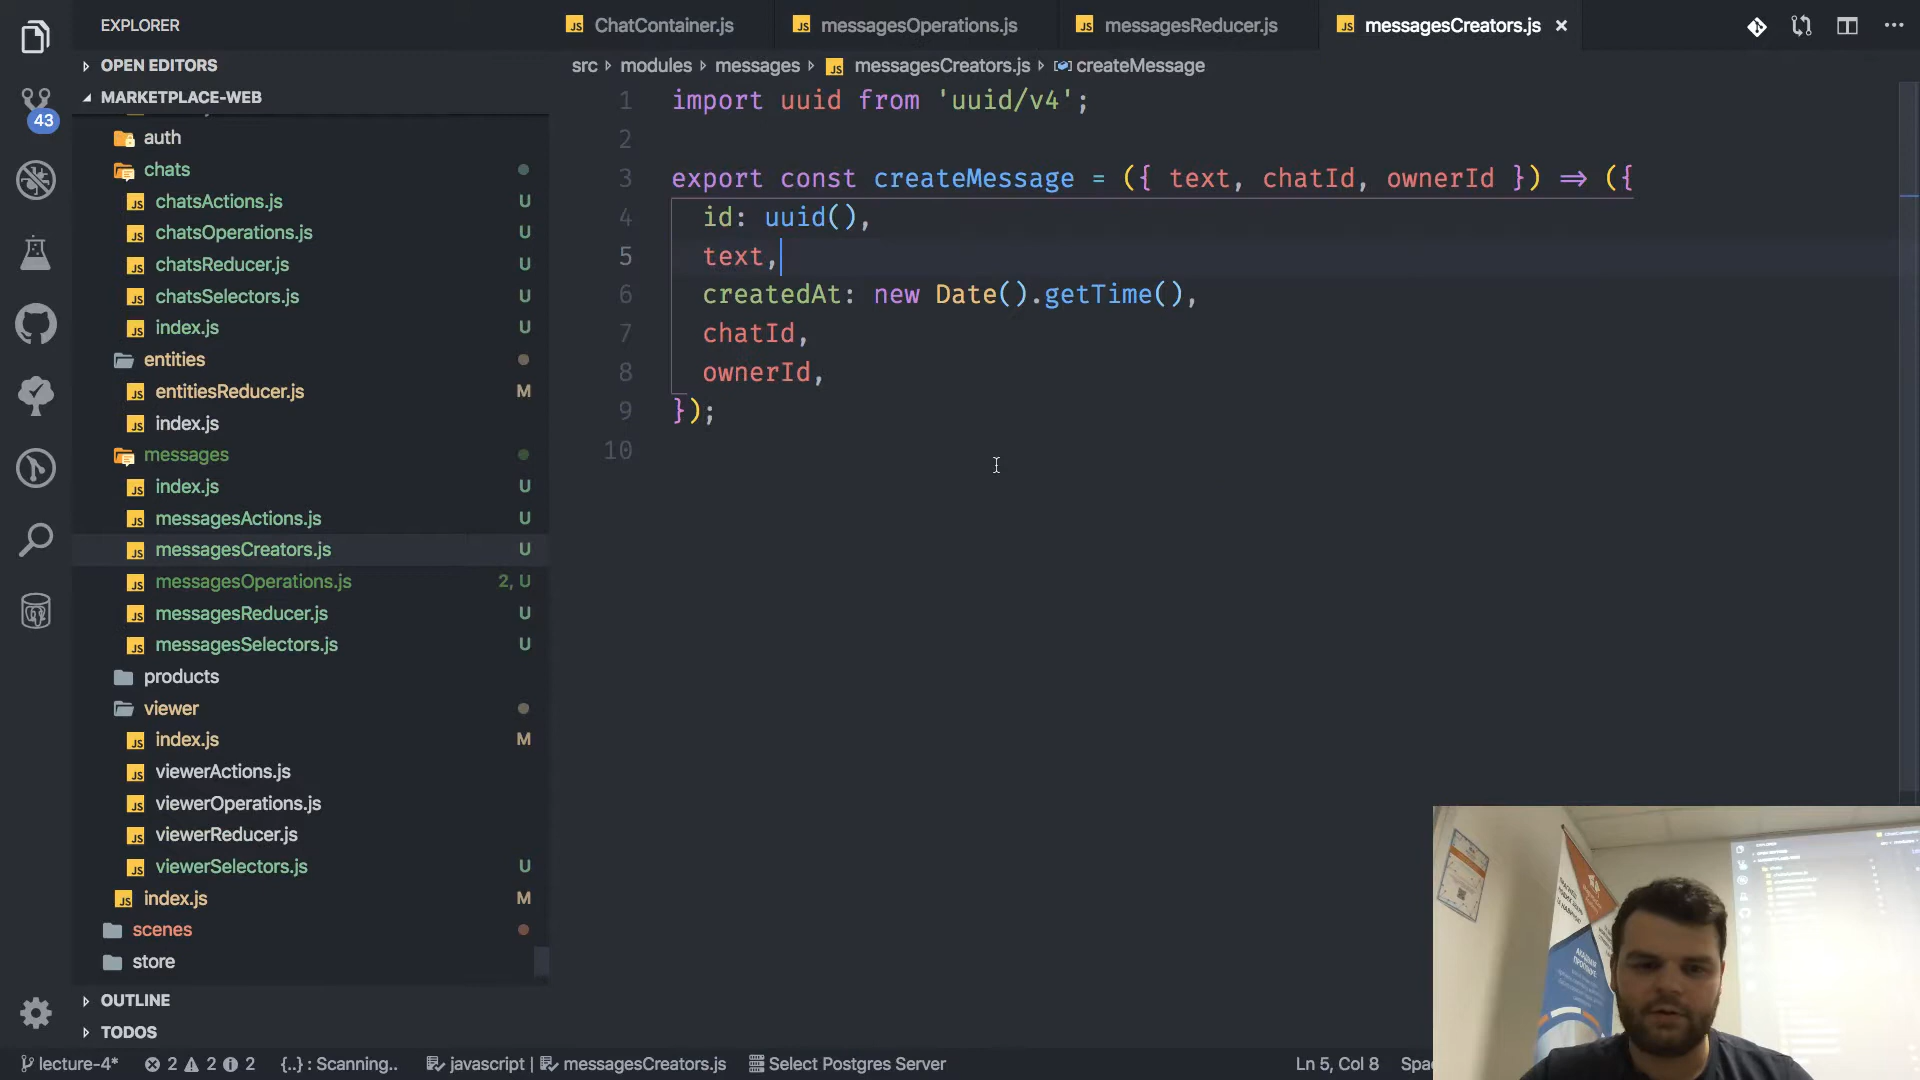 EXPLORER
ChatContainer.js
messagesOperations.js
messagesReducer.js
messagesCreators.js
OPEN EDITORS
src
modules
messages
messagesCreators.js
createMessage
MARKETPLACE-WEB
43
auth
chats
chatsActions.js U
chatsOperations.js U
chatsReducer.js U
chatsSelectors.js U
index.js U
entities
entitiesReducer.js M
index.js
messages
index.js U
messagesActions.js U
messagesCreators.js U
messagesOperations.js 2, U
messagesReducer.js U
messagesSelectors.js U
products
viewer
index.js M
viewerActions.js
viewerOperations.js
viewerReducer.js
viewerSelectors.js U
index.js M
scenes
store
OUTLINE
TODOS
1 import uuid from 'uuid/v4';
2
3 export const createMessage = ({ text, chatId, ownerId }) => ({
4 id: uuid(),
5 text,
6 createdAt: new Date().getTime(),
7 chatId,
8 ownerId,
9 });
10
lecture-4* 2 2 2 {..} : Scanning.. javascript | messagesCreators.js Select Postgres Server Ln 5, Col 8